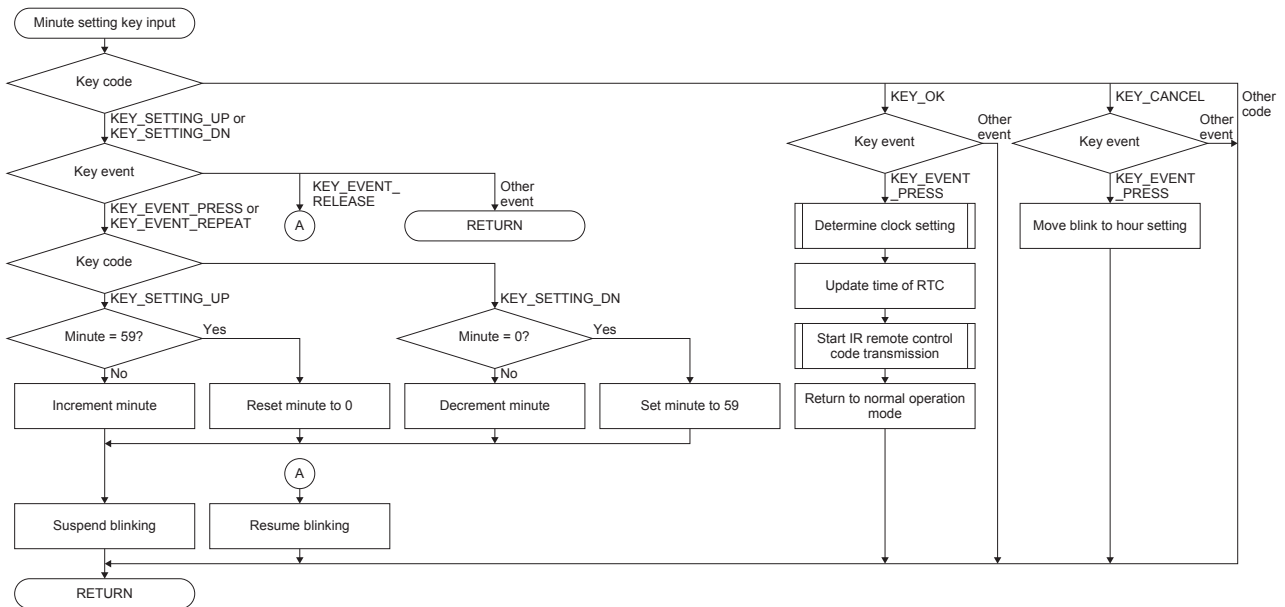 Minute setting key input
Key code
KEY_OK
KEY_CANCEL
Other
code
KEY_SETTING_UP or
KEY_SETTING_DN
Other
event
Other
event
Key event
Key event
Key event
KEY_EVENT_
RELEASE
Other
event
KEY_EVENT
_PRESS
KEY_EVENT
_PRESS
KEY_EVENT_PRESS or
KEY_EVENT_REPEAT
A
RETURN
Determine clock setting
Move blink to hour setting
Key code
Update time of RTC
KEY_SETTING_UP
KEY_SETTING_DN
Minute = 59?
Yes
Minute = 0?
Yes
Start IR remote control
code transmission
No
No
Increment minute
Reset minute to 0
Decrement minute
Set minute to 59
Return to normal operation
mode
A
Suspend blinking
Resume blinking
RETURN